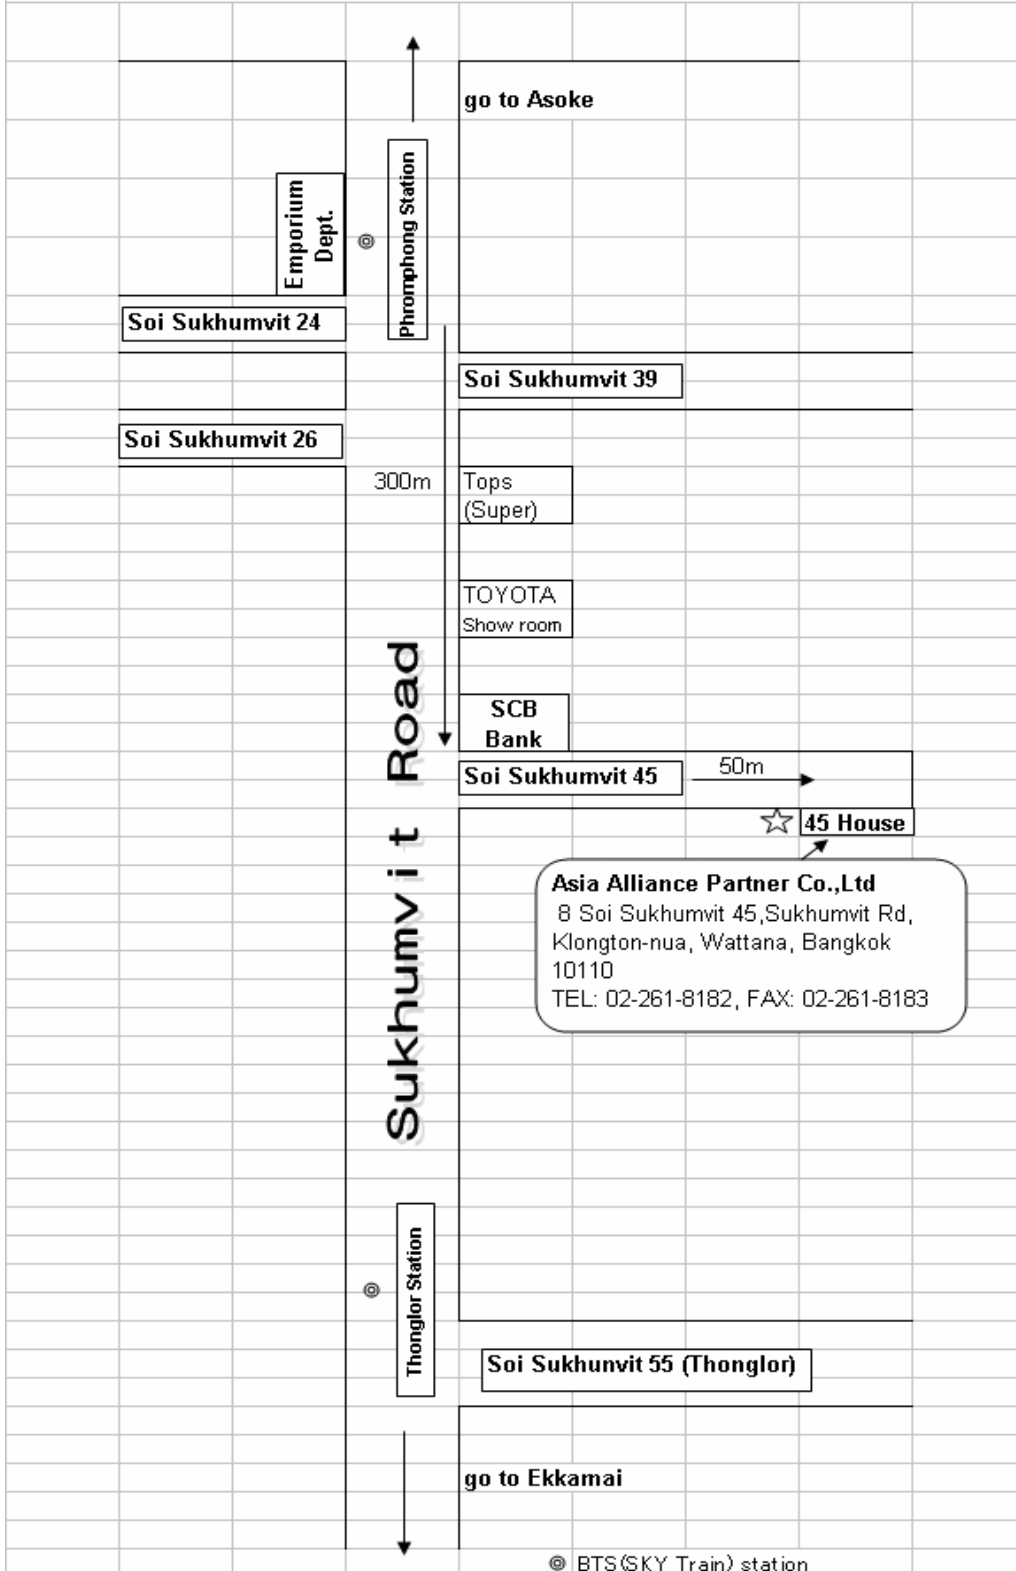 go to Asoke
Phromphong Station
Emporium
Dept.
Soi Sukhumvit 24
Soi Sukhumvit 39
Soi Sukhumvit 26
300m
Tops
(Super)
TOYOTA
Show room
Sukhumvit Road
SCB
Bank
Soi Sukhumvit 45
50m
45 House
Asia Alliance Partner Co.,Ltd
8 Soi Sukhumvit 45,Sukhumvit Rd,
Klongton-nua, Wattana, Bangkok
10110
TEL: 02-261-8182, FAX: 02-261-8183
Thonglor Station
Soi Sukhunvit 55 (Thonglor)
go to Ekkamai
◎ BTS(SKY Train) station